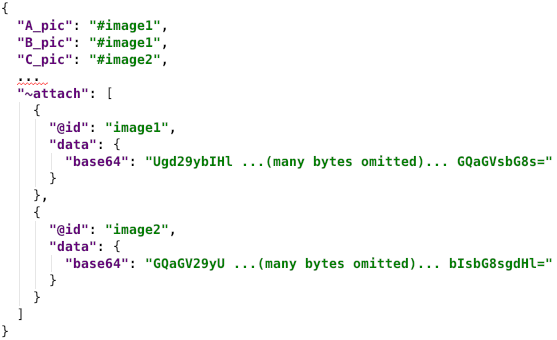 {
  "A_pic": "#image1",
  "B_pic": "#image1",
  "C_pic": "#image2",
  ...
  "~attach": [
    {
      "@id": "image1",
      "data": {
        "base64": "Ugd29ybIHl ...(many bytes omitted)... GQaGVsbG8s="
      }
    },
    {
      "@id": "image2",
      "data": {
        "base64": "GQaGV29yU ...(many bytes omitted)... bIsbG8sgdHl="
      }
    }
  ]
}